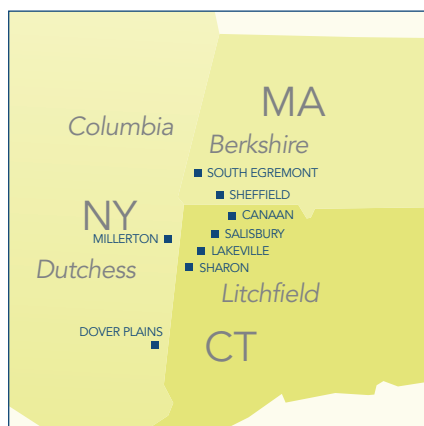 MA
Columbia
Berkshire
SOUTH EGREMONT
SHEFFIELD
NY
CANAAN
SALISBURY
MILLERTON
LAKEVILLE
Dutchess
SHARON
Litchfield
DOVER PLAINS
CT